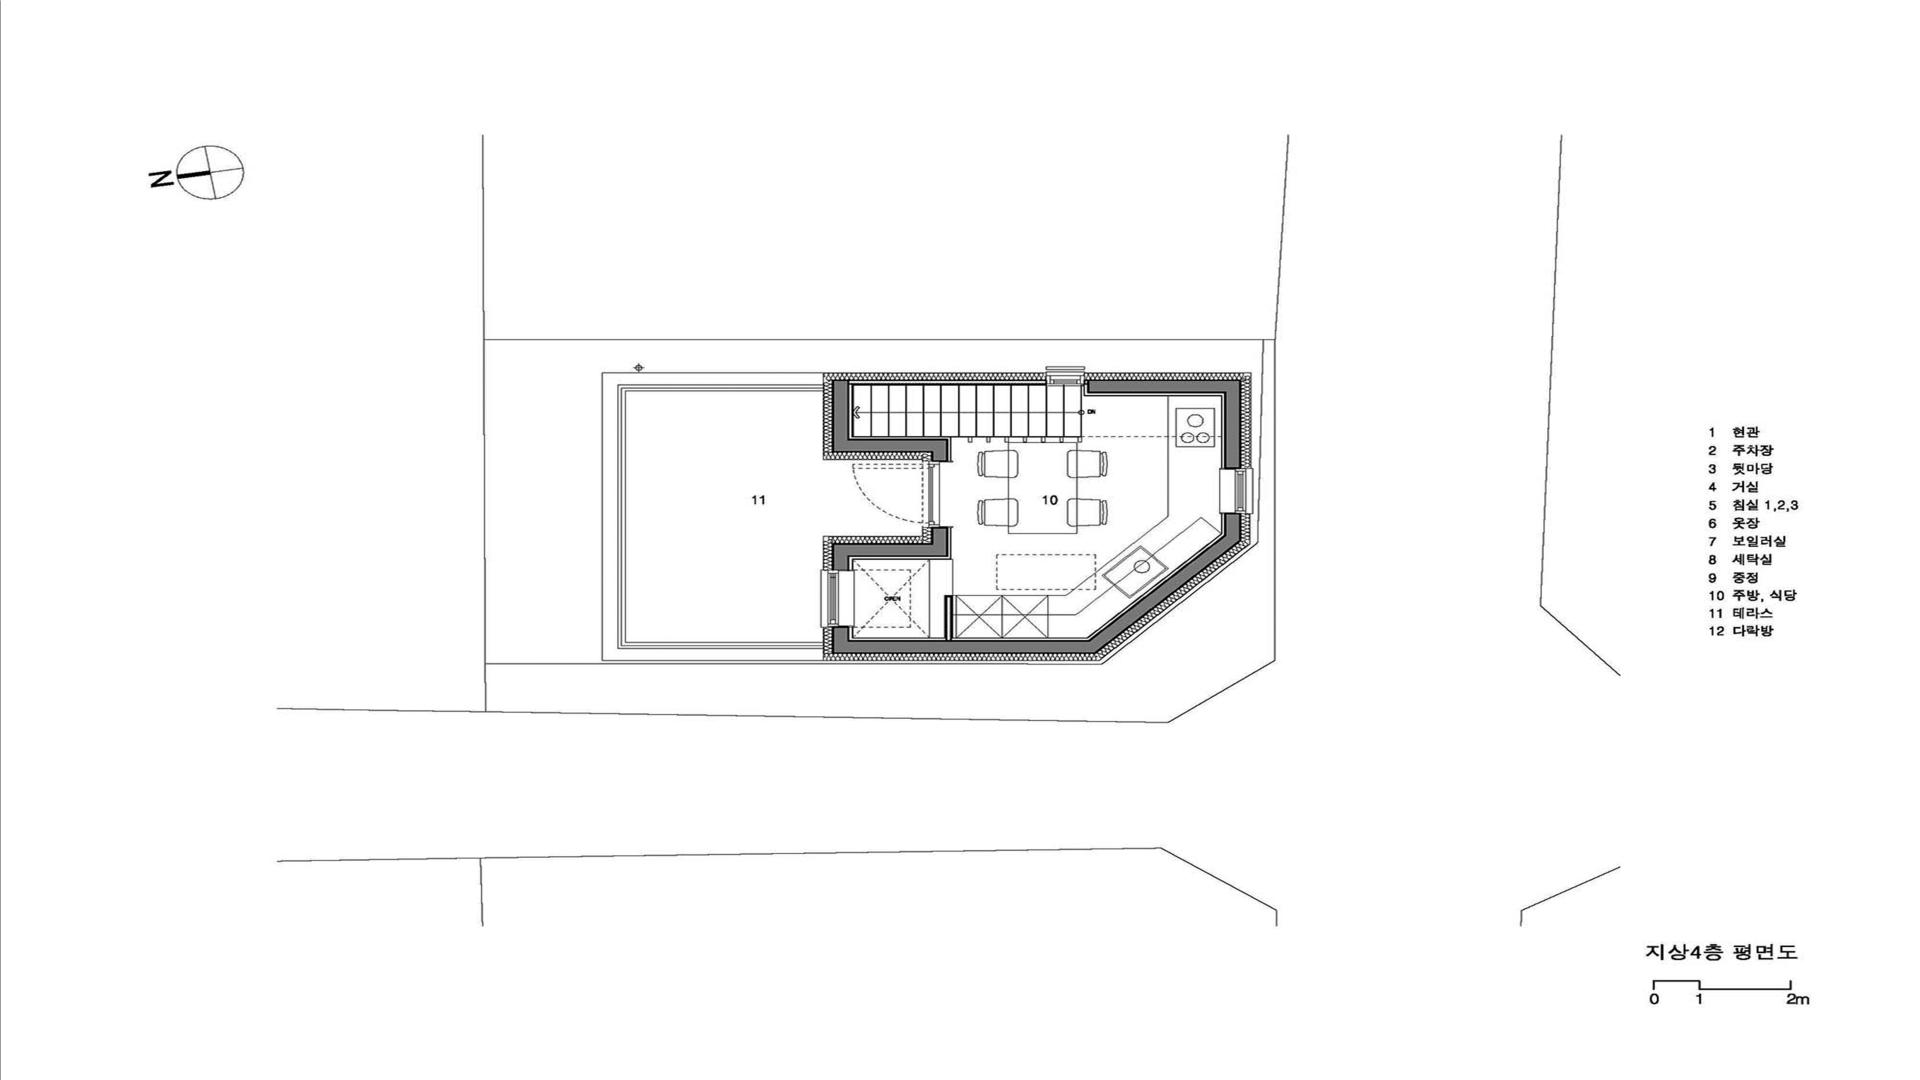 N
DN
11
10
OPEN
1 현관
2 주차장
3 뒷마당
4 거실
5 침실 1,2,3
6 옷장
7 보일러실
8 세탁실
9 중정
10 주방, 식당
11 테라스
12 다락방
지상4층 평면도
0 1 2m